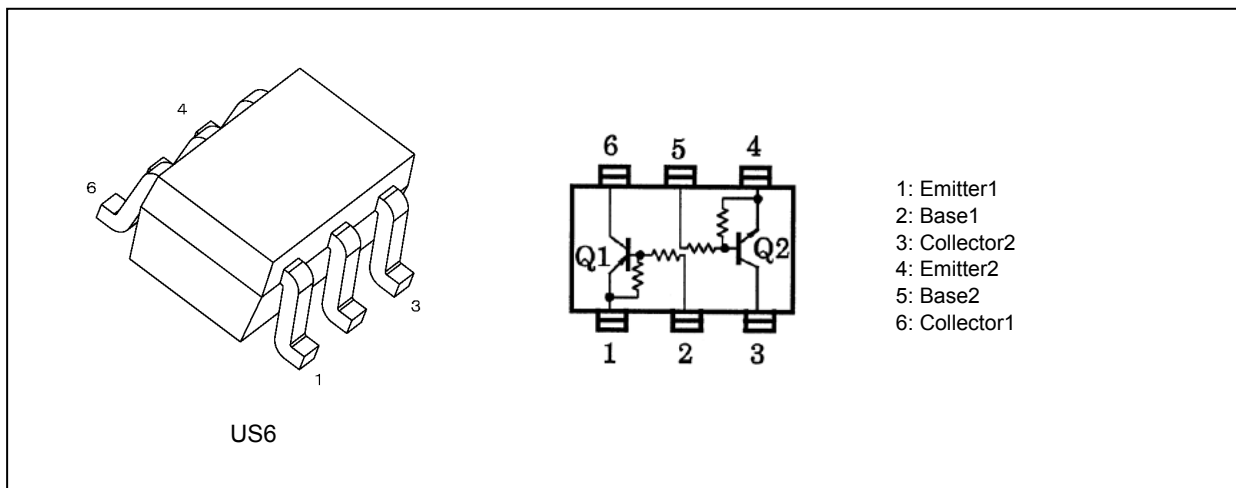 4
6
3
1
US6
6 5 4
Q1 Q2
1 2 3
1: Emitter1
2: Base1
3: Collector2
4: Emitter2
5: Base2
6: Collector1